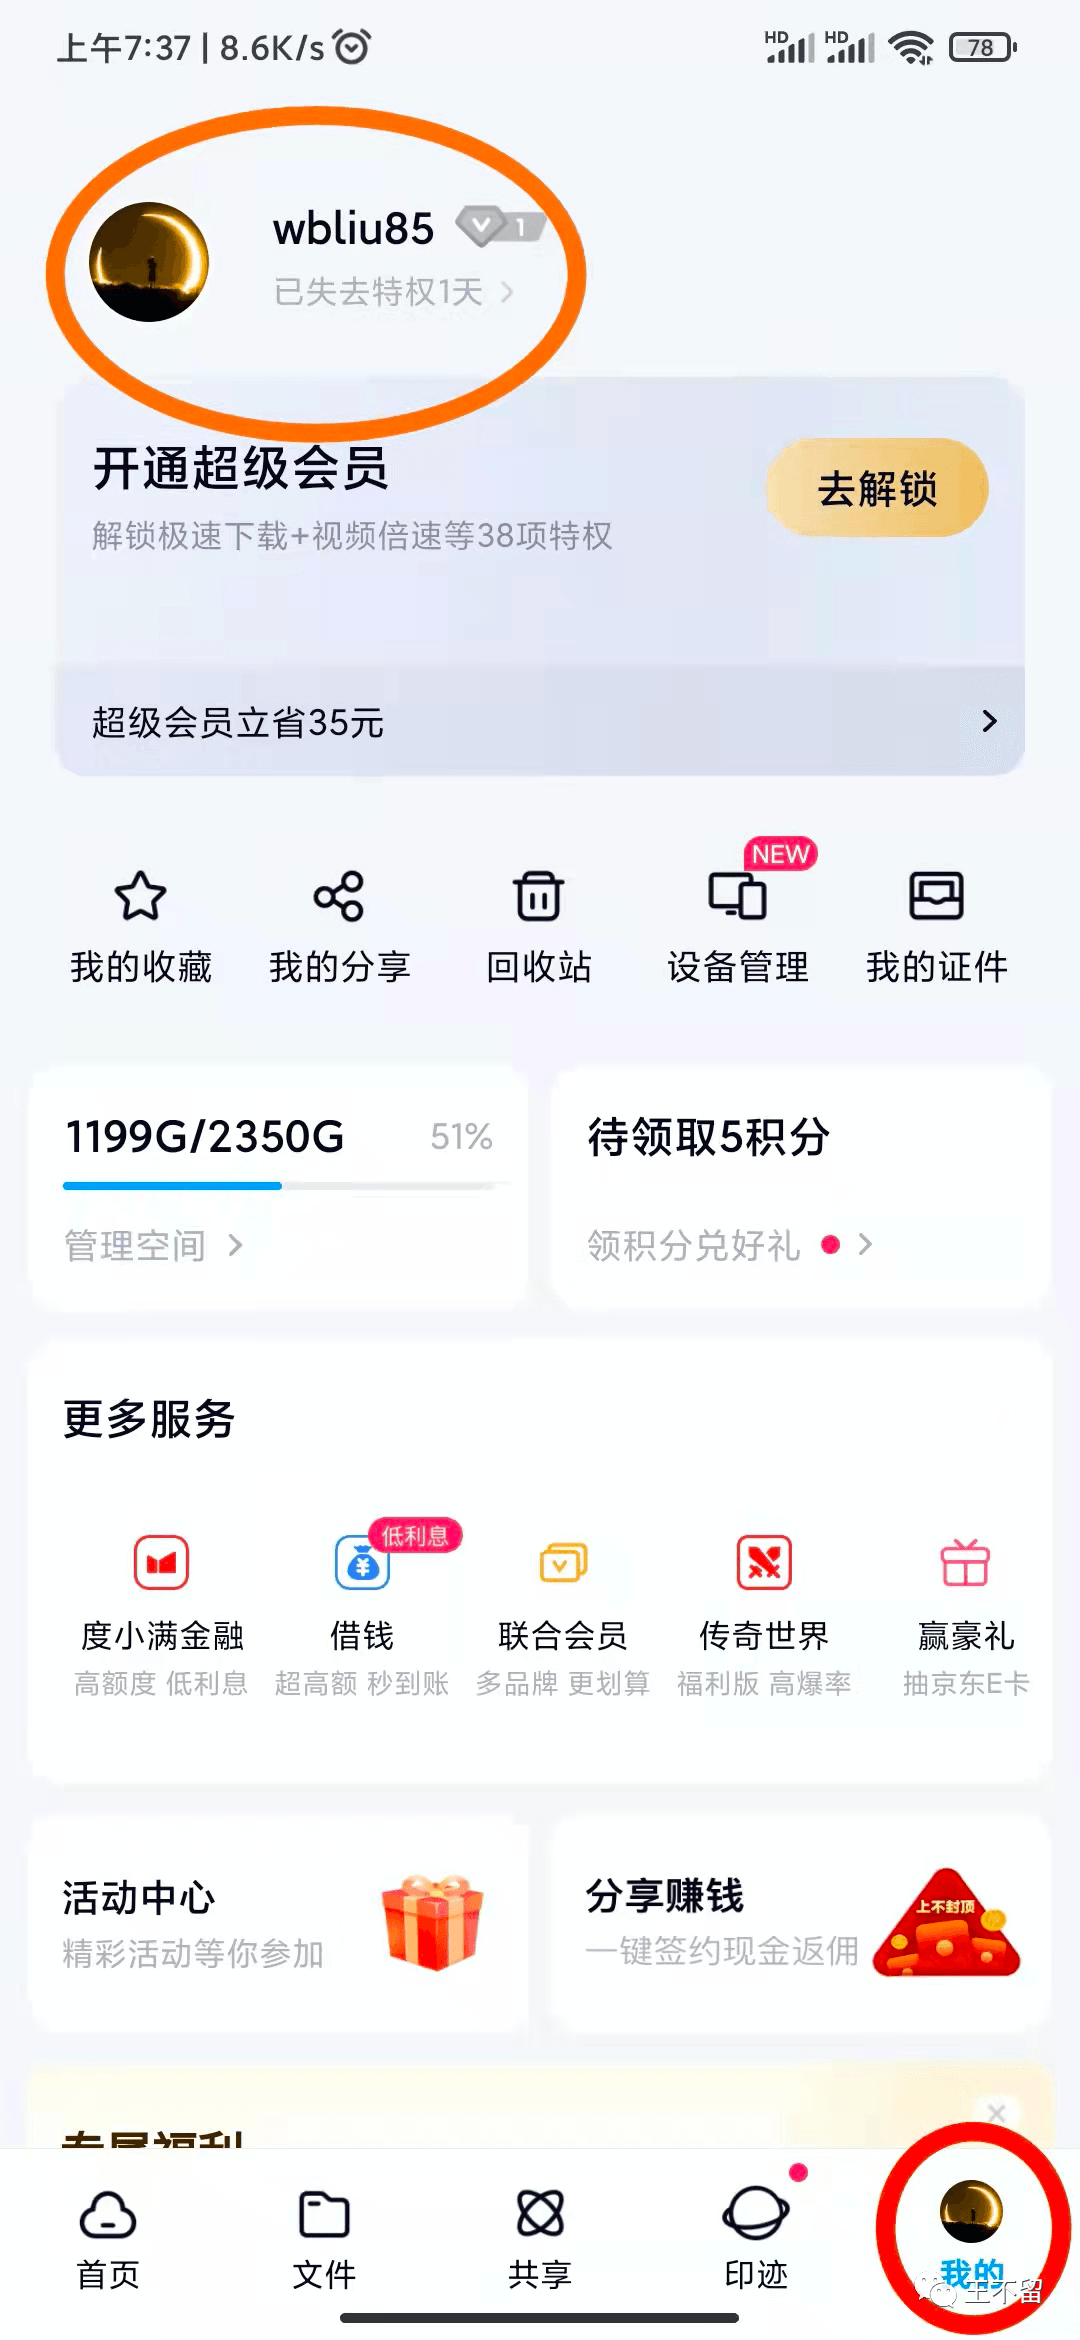 上午7:37 | 8.6K/s
HD HD 78
wbliu85 V 1
已失去特权1天
开通超级会员
去解锁
解锁极速下载+视频倍速等38项特权
超级会员立省35元
NEW
我的收藏 我的分享 回收站 设备管理 我的证件
1199G/2350G 51%
管理空间
待领取5积分
领积分兑好礼
更多服务
低利息
度小满金融 借钱 联合会员 传奇世界 赢豪礼
高额度 低利息 超高额 秒到账 多品牌 更划算 福利版 高爆率 抽京东E卡
活动中心
精彩活动等你参加
分享赚钱
一键签约现金返佣
上不封顶
专属福利
首页 文件 共享 印迹 我的
王不留